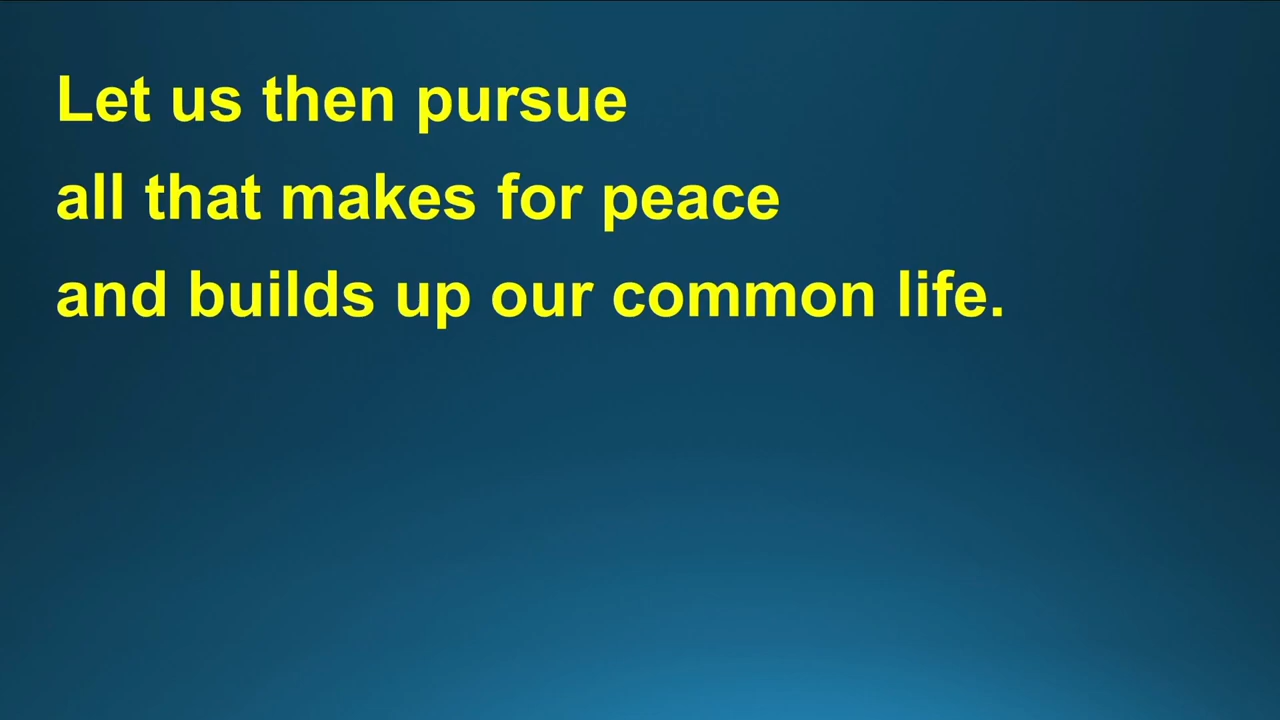 Let us then pursue
all that makes for peace
and builds up our common life.